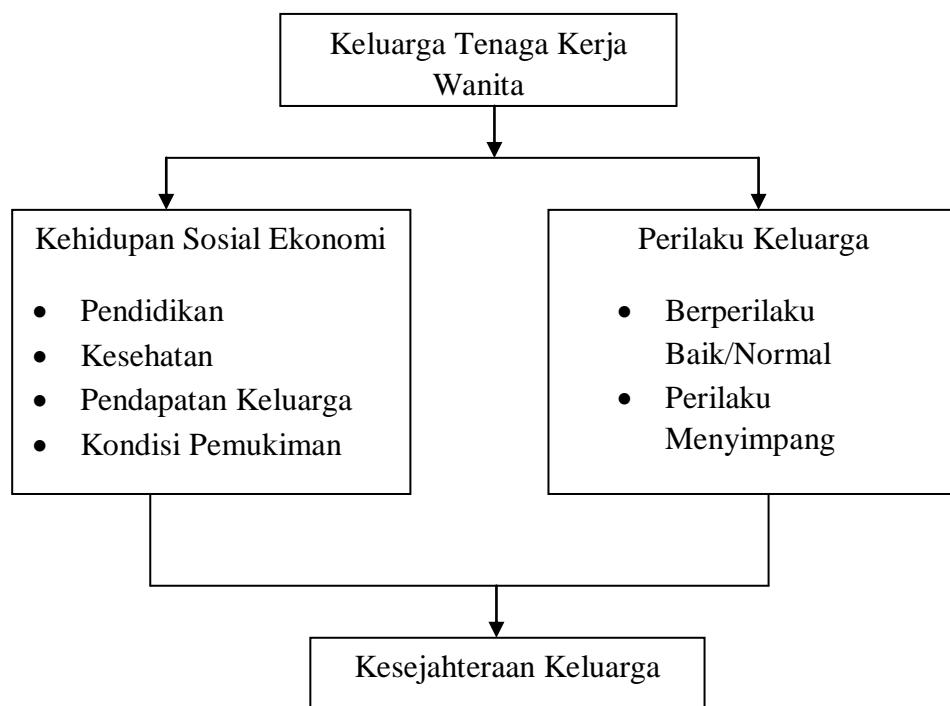 Keluarga Tenaga Kerja
Wanita
Kehidupan Sosial Ekonomi
• Pendidikan
• Kesehatan
• Pendapatan Keluarga
• Kondisi Pemukiman
Perilaku Keluarga
• Berperilaku
Baik/Normal
• Perilaku
Menyimpang
Kesejahteraan Keluarga